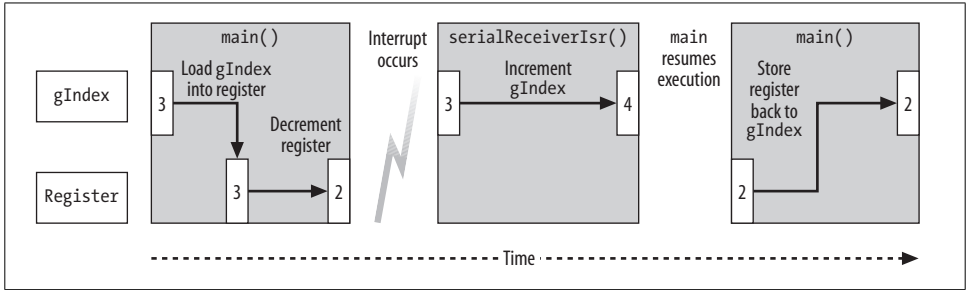 main()
Interrupt
occurs
serialReceiverIsr()
main
resumes
execution
main()
gIndex
3
Load gIndex
into register
Decrement
register
3
Increment
gIndex
4
Store
register
back to
gIndex
2
Register
3
2
2
Time